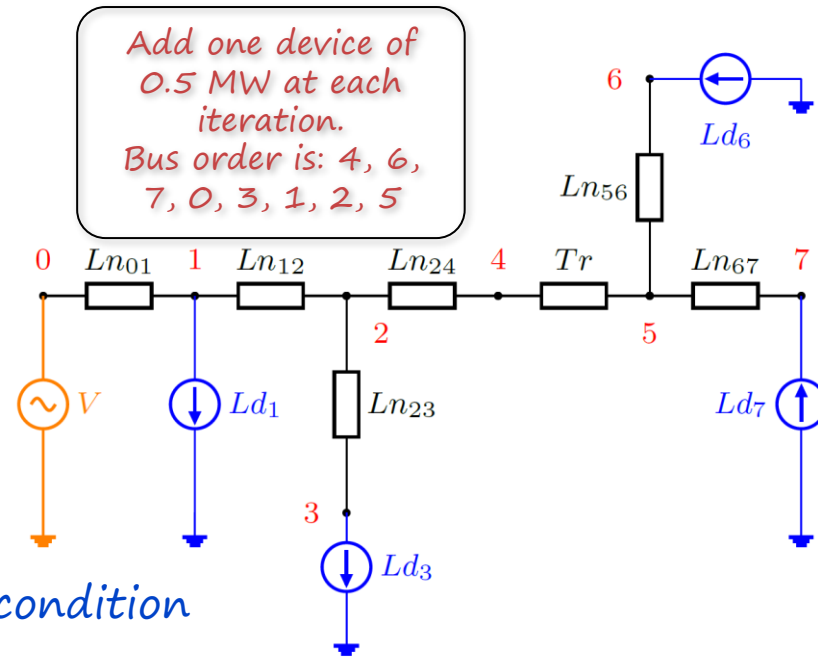 Add one device of
0.5 MW at each
iteration.
Bus order is: 4, 6,
7, 0, 3, 1, 2, 5
6
Ld6
Ln56
0 Ln01 1 Ln12 Ln24 4 Tr Ln67 7
2
5
V Ld1 Ln23 Ld7
3
Ld3
condition